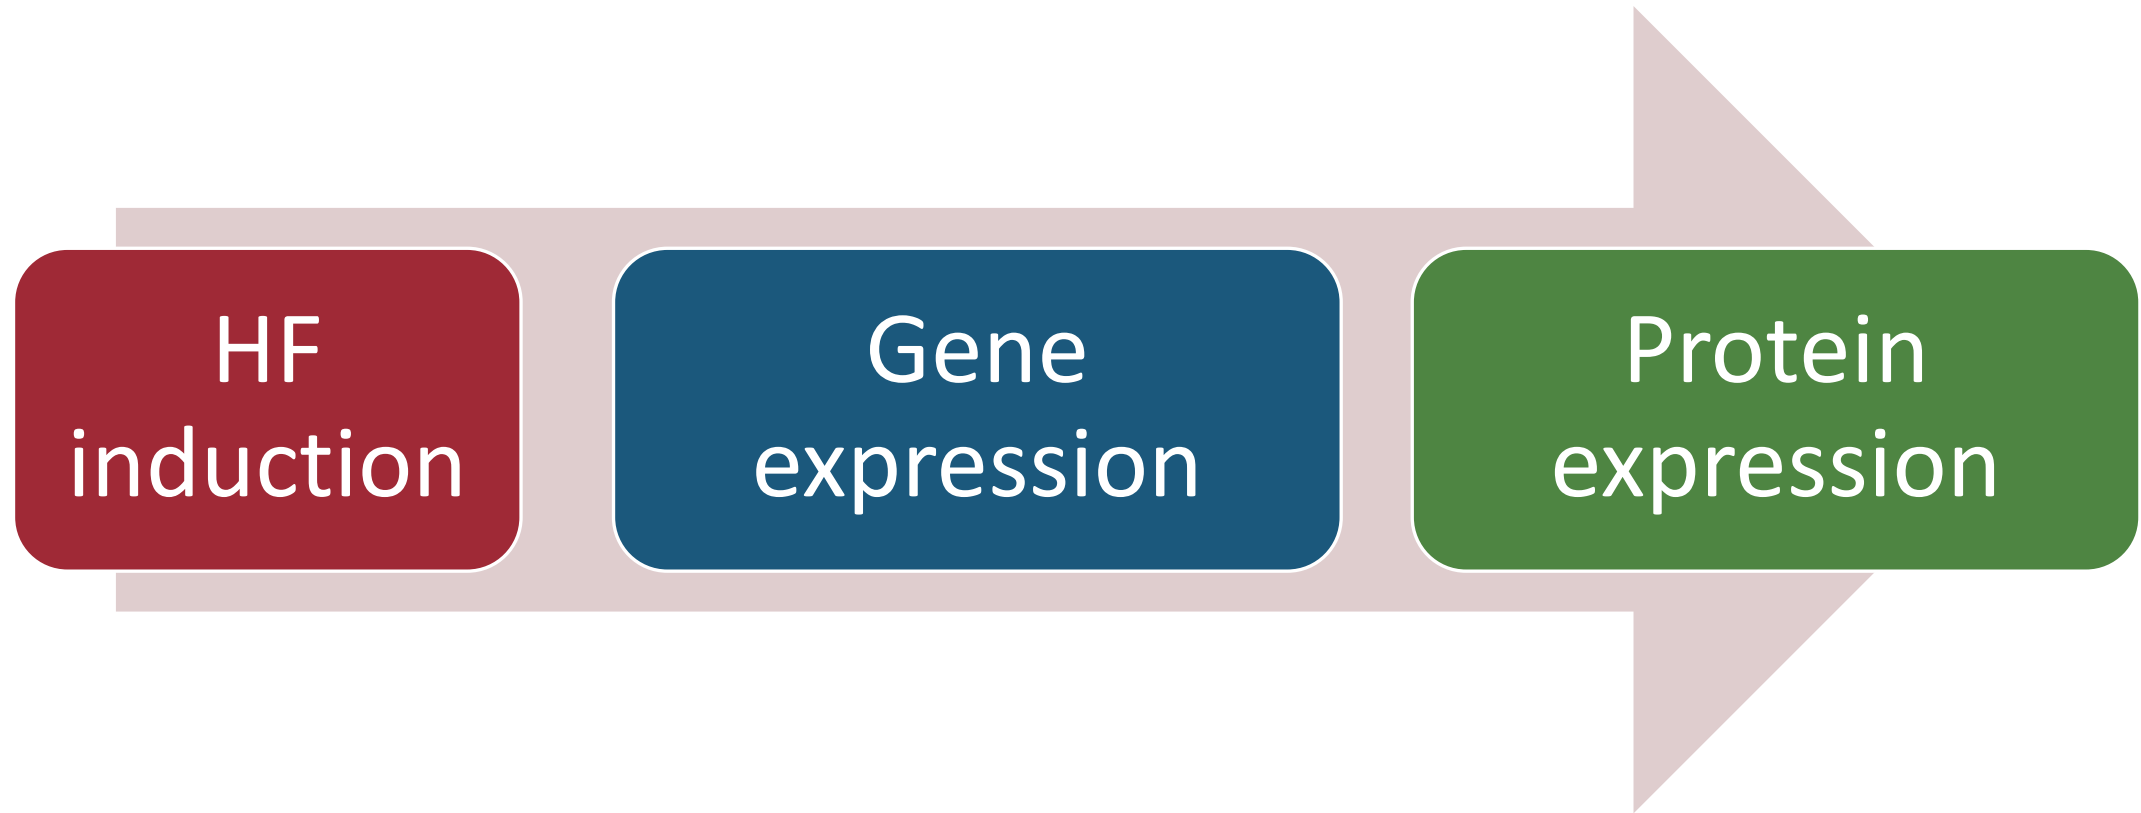 HF
induction
Gene
expression
Protein
expression